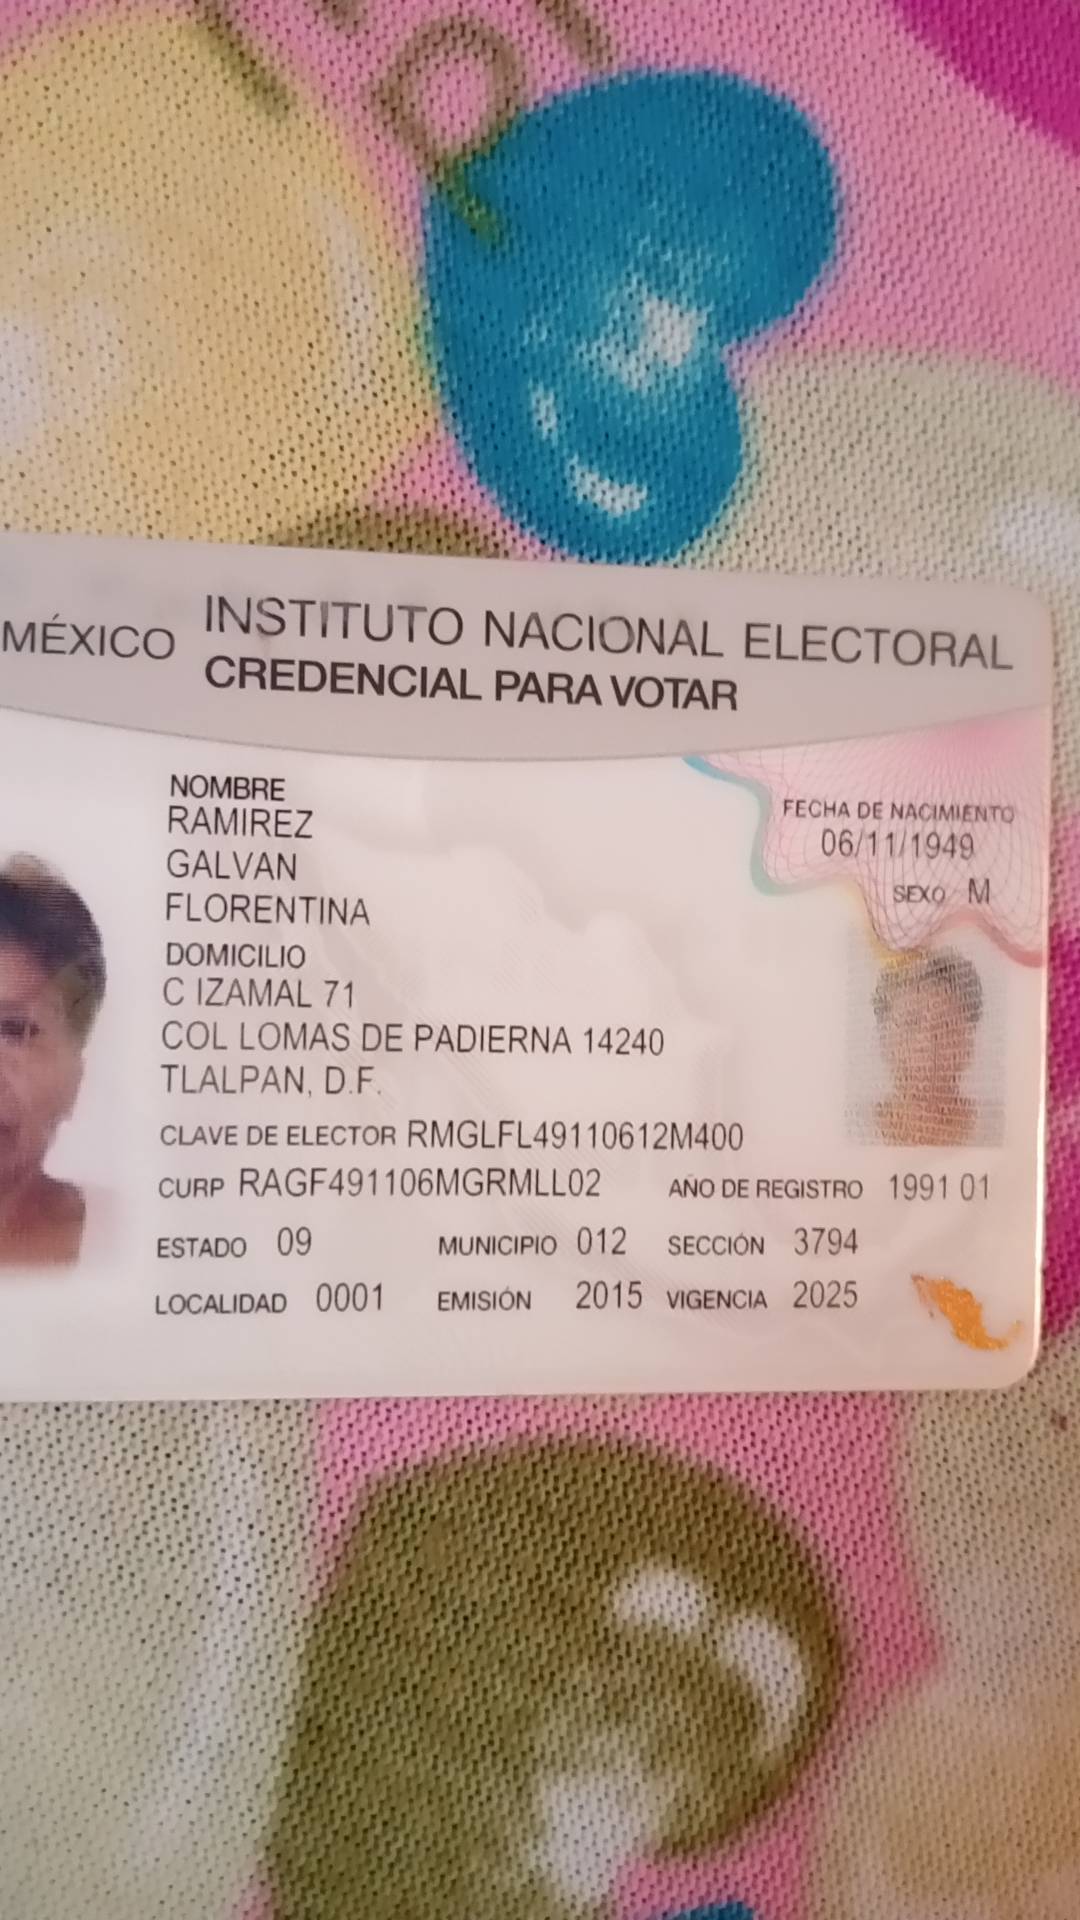 MÉXICO INSTITUTO NACIONAL ELECTORAL
CREDENCIAL PARA VOTAR
NOMBRE
RAMIREZ
GALVAN
FLORENTINA
FECHA DE NACIMIENTO
06/11/1949
SEXO M
DOMICILIO
C IZAMAL 71
COL LOMAS DE PADIERNA 14240
TLALPAN, D.F.
CLAVE DE ELECTOR RMGLFL49110612M400
CURP RAGF491106MGRMLL02 AÑO DE REGISTRO 1991 01
ESTADO 09 MUNICIPIO 012 SECCIÓN 3794
LOCALIDAD 0001 EMISIÓN 2015 VIGENCIA 2025